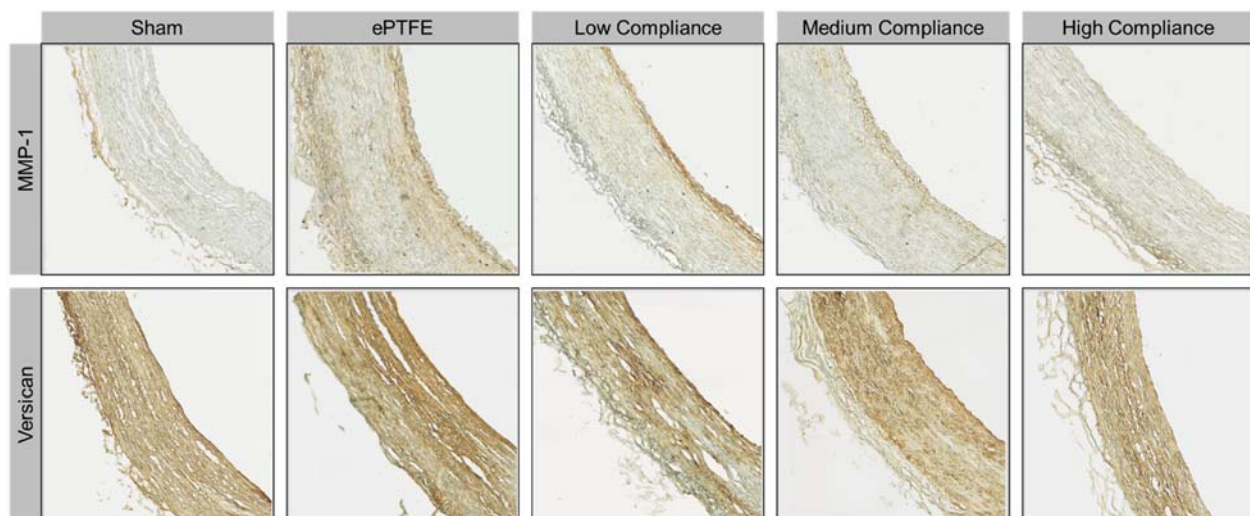 Sham
ePTFE
Low Compliance
Medium Compliance
High Compliance
MMP-1
Versican